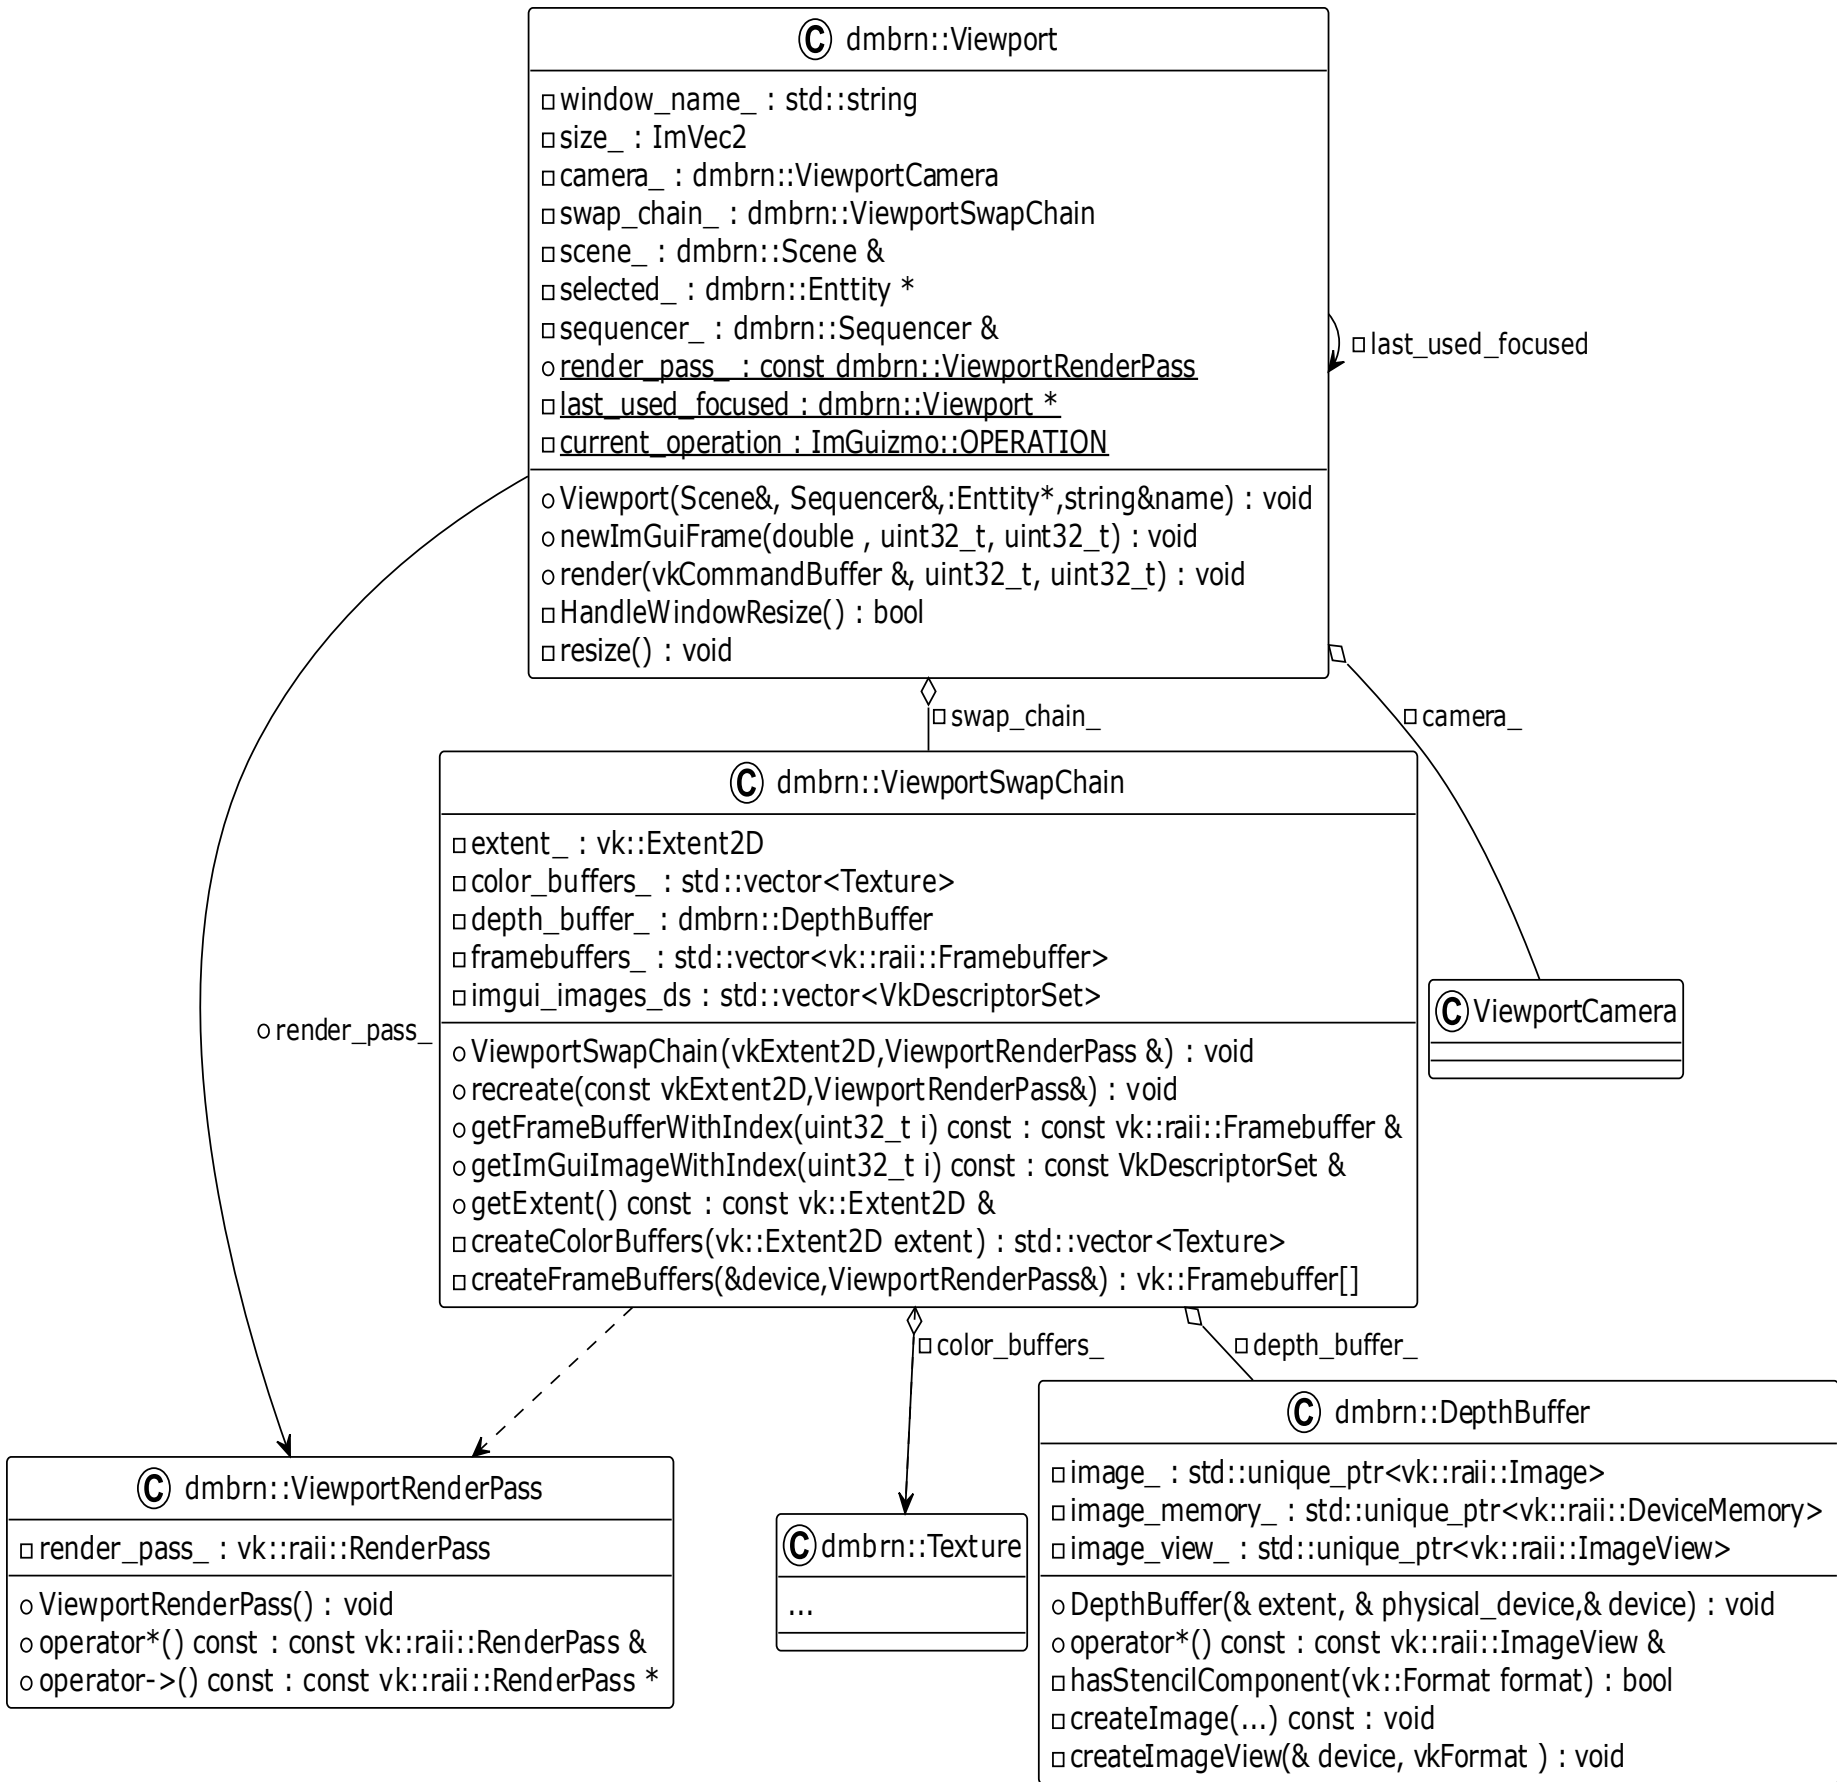 C dmbrn::Viewport
window_name_ : std::string
size_ : ImVec2
camera_ : dmbrn::ViewportCamera
swap_chain_ : dmbrn::ViewportSwapChain
scene_ : dmbrn::Scene &
selected_ : dmbrn::Enttity *
sequencer_ : dmbrn::Sequencer &
render_pass_ : const dmbrn::ViewportRenderPass
last_used_focused : dmbrn::Viewport *
current_operation : ImGuizmo::OPERATION
Viewport(Scene&, Sequencer&,:Enttity*,string&name) : void
newImGuiFrame(double , uint32_t, uint32_t) : void
render(vkCommandBuffer &, uint32_t, uint32_t) : void
HandleWindowResize() : bool
resize() : void
last_used_focused
swap_chain_
camera_
C dmbrn::ViewportSwapChain
extent_ : vk::Extent2D
color_buffers_ : std::vector<Texture>
depth_buffer_ : dmbrn::DepthBuffer
framebuffers_ : std::vector<vk::raii::Framebuffer>
imgui_images_ds : std::vector<VkDescriptorSet>
ViewportSwapChain(vkExtent2D,ViewportRenderPass &) : void
recreate(const vkExtent2D,ViewportRenderPass&) : void
getFrameBufferWithIndex(uint32_t i) const : const vk::raii::Framebuffer &
getImGuiImageWithIndex(uint32_t i) const : const VkDescriptorSet &
getExtent() const : const vk::Extent2D &
createColorBuffers(vk::Extent2D extent) : std::vector<Texture>
createFrameBuffers(&device,ViewportRenderPass&) : vk::Framebuffer[]
C ViewportCamera
render_pass_
color_buffers_
depth_buffer_
C dmbrn::ViewportRenderPass
render_pass_ : vk::raii::RenderPass
ViewportRenderPass() : void
operator*() const : const vk::raii::RenderPass &
operator->() const : const vk::raii::RenderPass *
C dmbrn::Texture
...
C dmbrn::DepthBuffer
image_ : std::unique_ptr<vk::raii::Image>
image_memory_ : std::unique_ptr<vk::raii::DeviceMemory>
image_view_ : std::unique_ptr<vk::raii::ImageView>
DepthBuffer(& extent, & physical_device,& device) : void
operator*() const : const vk::raii::ImageView &
hasStencilComponent(vk::Format format) : bool
createImage(...) const : void
createImageView(& device, vkFormat ) : void